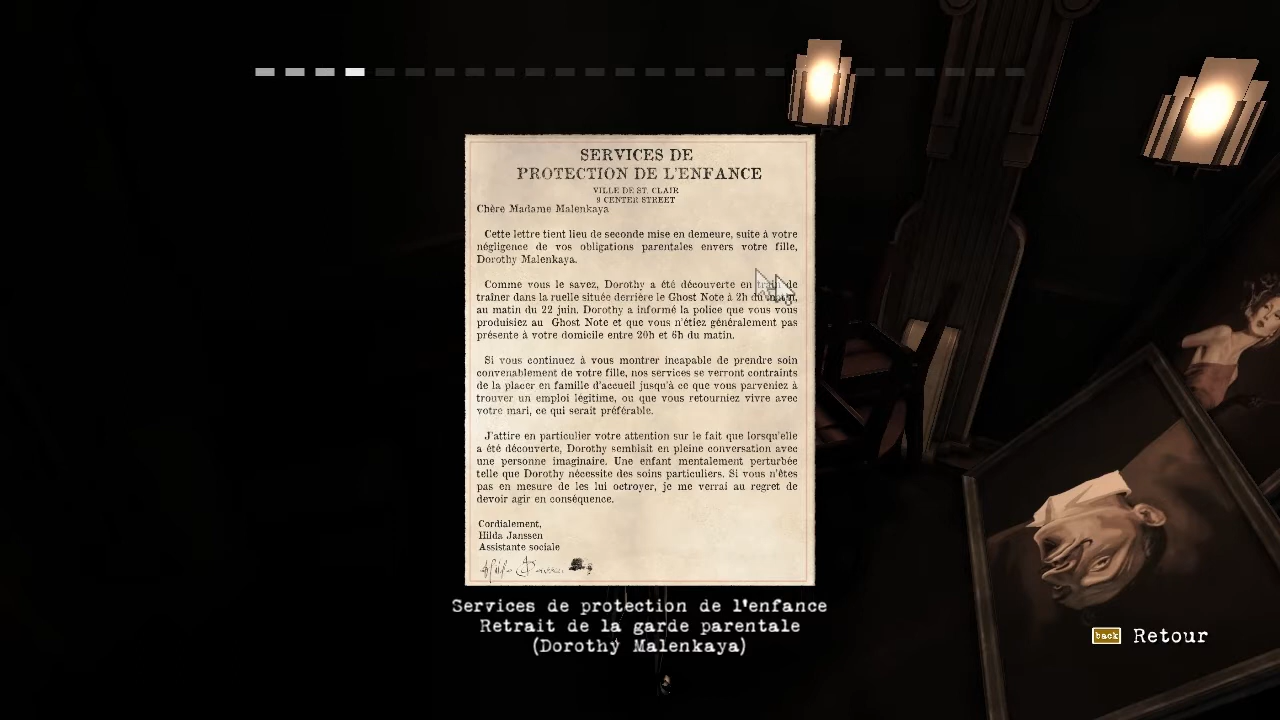 SERVICES DE
PROTECTION DE L'ENFANCE
VILLE DE ST. CLAIR
9 CENTER STREET
Chère Madame Malenkaya
Cette lettre tient lieu de seconde mise en demeure, suite à votre
négligence de vos obligations parentales envers votre fille,
Dorothy Malenkaya.
Comme vous le savez, Dorothy a été découverte en train de
traîner dans la ruelle située derrière le Ghost Note à 2h du matin,
au matin du 22 juin. Dorothy a informé la police que vous vous
produisiez au Ghost Note et que vous n'étiez généralement pas
présente à votre domicile entre 20h et 6h du matin.
Si vous continuez à vous montrer incapable de prendre soin
convenablement de votre fille, nos services se verront contraints
de la placer en famille d'accueil jusqu'à ce que vous parveniez à
trouver un emploi légitime, ou que vous retourniez vivre avec
votre mari, ce qui serait préférable.
J'attire en particulier votre attention sur le fait que lorsqu'elle
a été découverte, Dorothy semblait en pleine conversation avec
une personne imaginaire. Une enfant mentalement perturbée
telle que Dorothy nécessite des soins particuliers. Si vous n'êtes
pas en mesure de les lui octroyer, je me verrai au regret de
devoir agir en conséquence.
Cordialement,
Hilda Janssen
Assistante sociale
Services de protection de l'enfance
Retrait de la garde parentale
(Dorothy Malenkaya)
back Retour